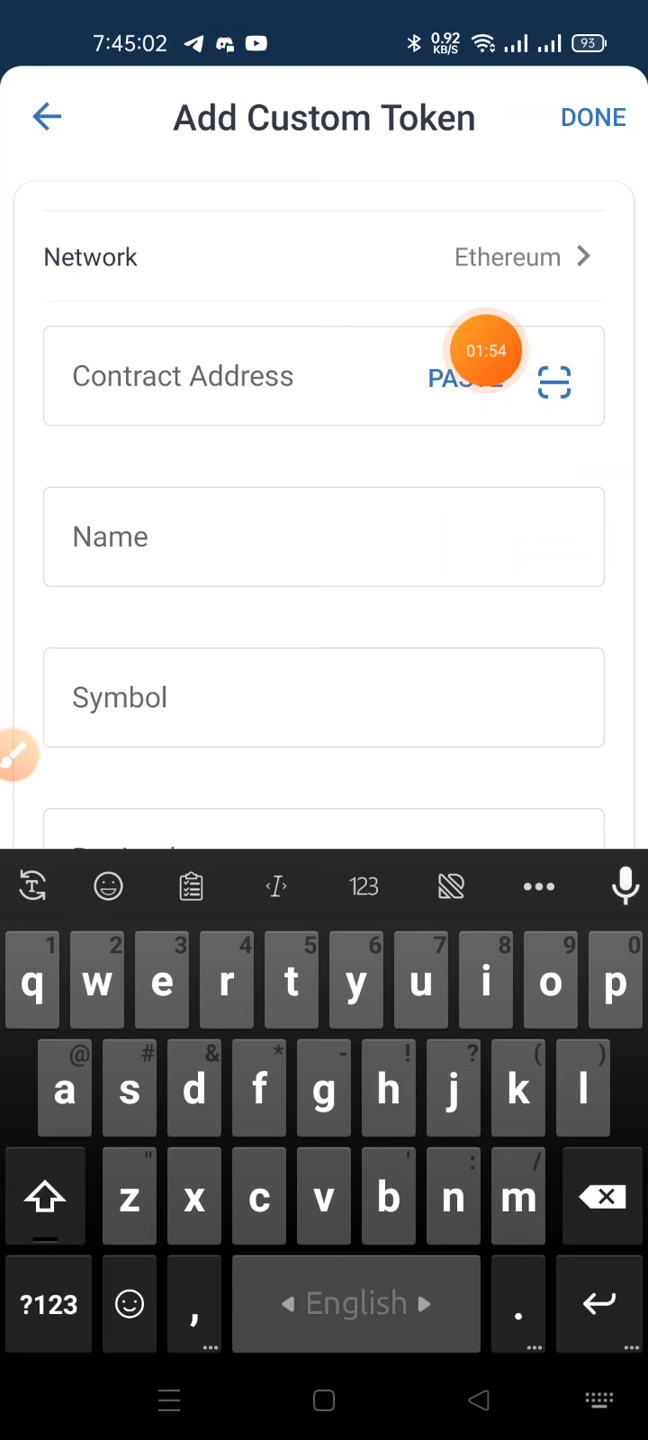 7:45:02 0.92 KB/S 93
Add Custom Token DONE
Network Ethereum
01:54
Contract Address
Name
Symbol
123
1 2 3 4 5 6 7 8 9 0
q w e r t y u i o p
@ # & * - ! ? ( )
a s d f g h j k l
" ' : /
z x c v b n m
?123 , English .